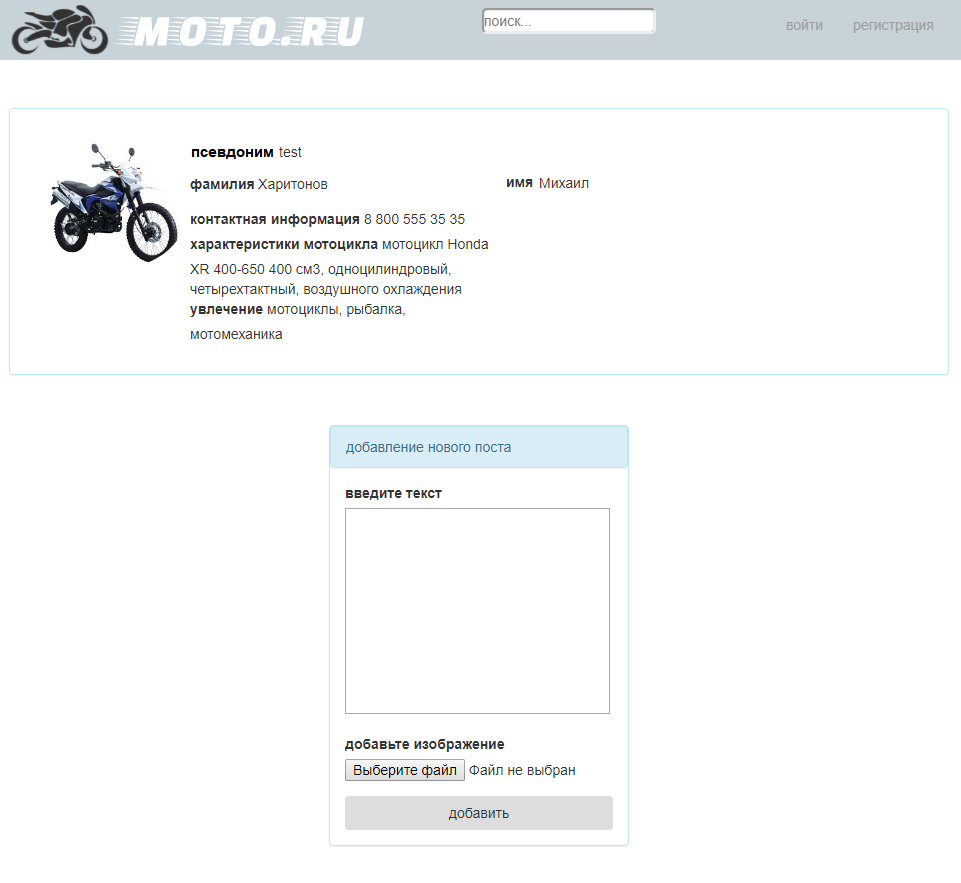 MOTO.RU
поиск...
войти
регистрация
псевдоним test
фамилия Харитонов
имя Михаил
контактная информация 8 800 555 35 35
характеристики мотоцикла мотоцикл Honda
XR 400-650 400 см3, одноцилиндровый,
четырехтактный, воздушного охлаждения
увлечение мотоциклы, рыбалка,
мотомеханика
добавление нового поста
введите текст
добавьте изображение
Выберите файл Файл не выбран
добавить